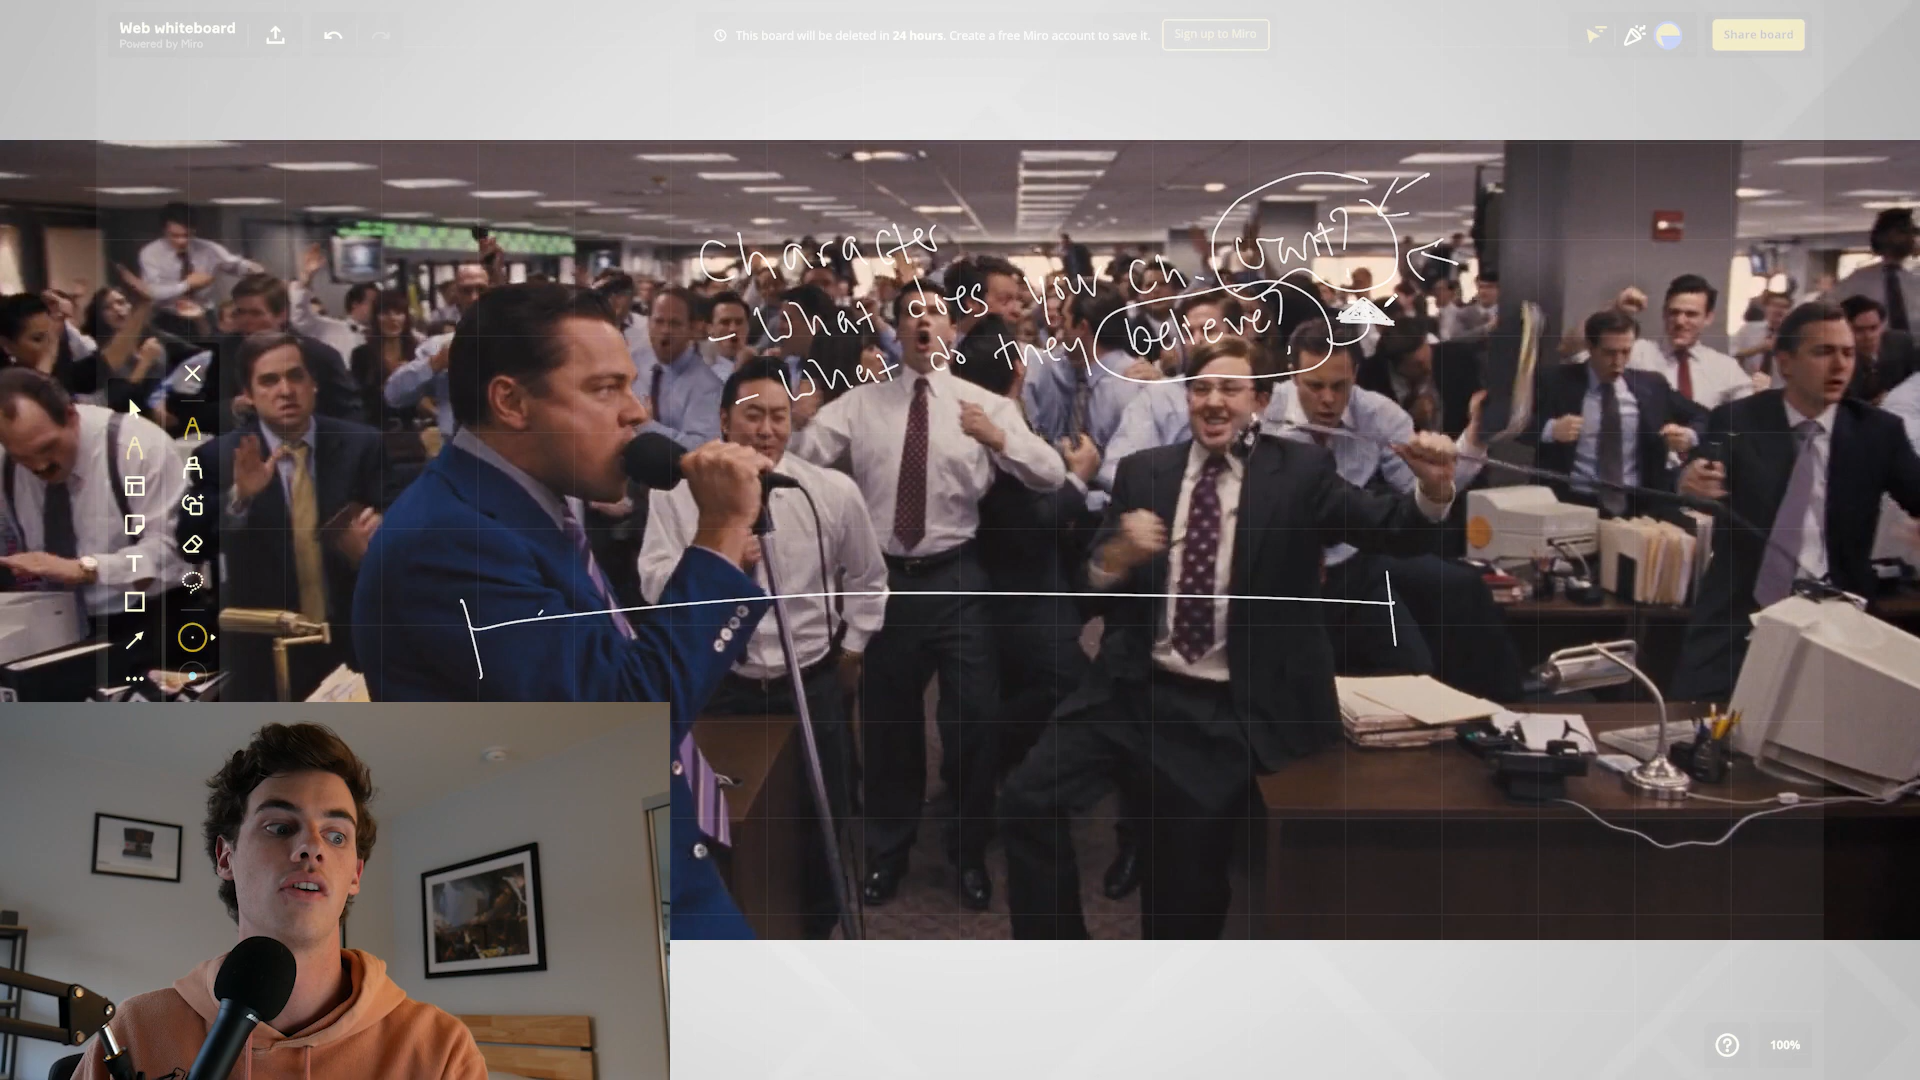 Web whiteboard
Powered by Miro
This board will be deleted in 24 hours. Create a free Miro account to save it.
Sign up to Miro
Share board
Character
- What does your Ch. want?
- What do they believe?
T
100%